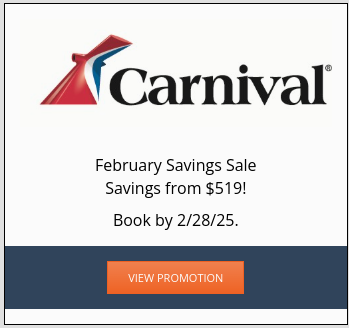 Carnival®
February Savings Sale
Savings from $519!
Book by 2/28/25.
VIEW PROMOTION